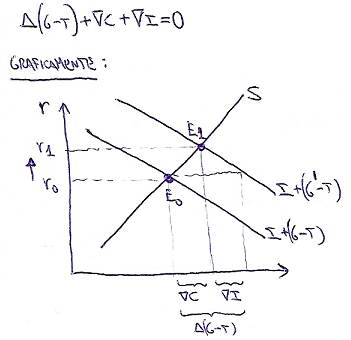 Δ(G-T)+∇C+∇I=0
GRAFICAMENTE:
r
S
E₁
r₁
r₀
E₀
I+(G'-T)
I+(G-T)
∇C ∇I
Δ(G-T)